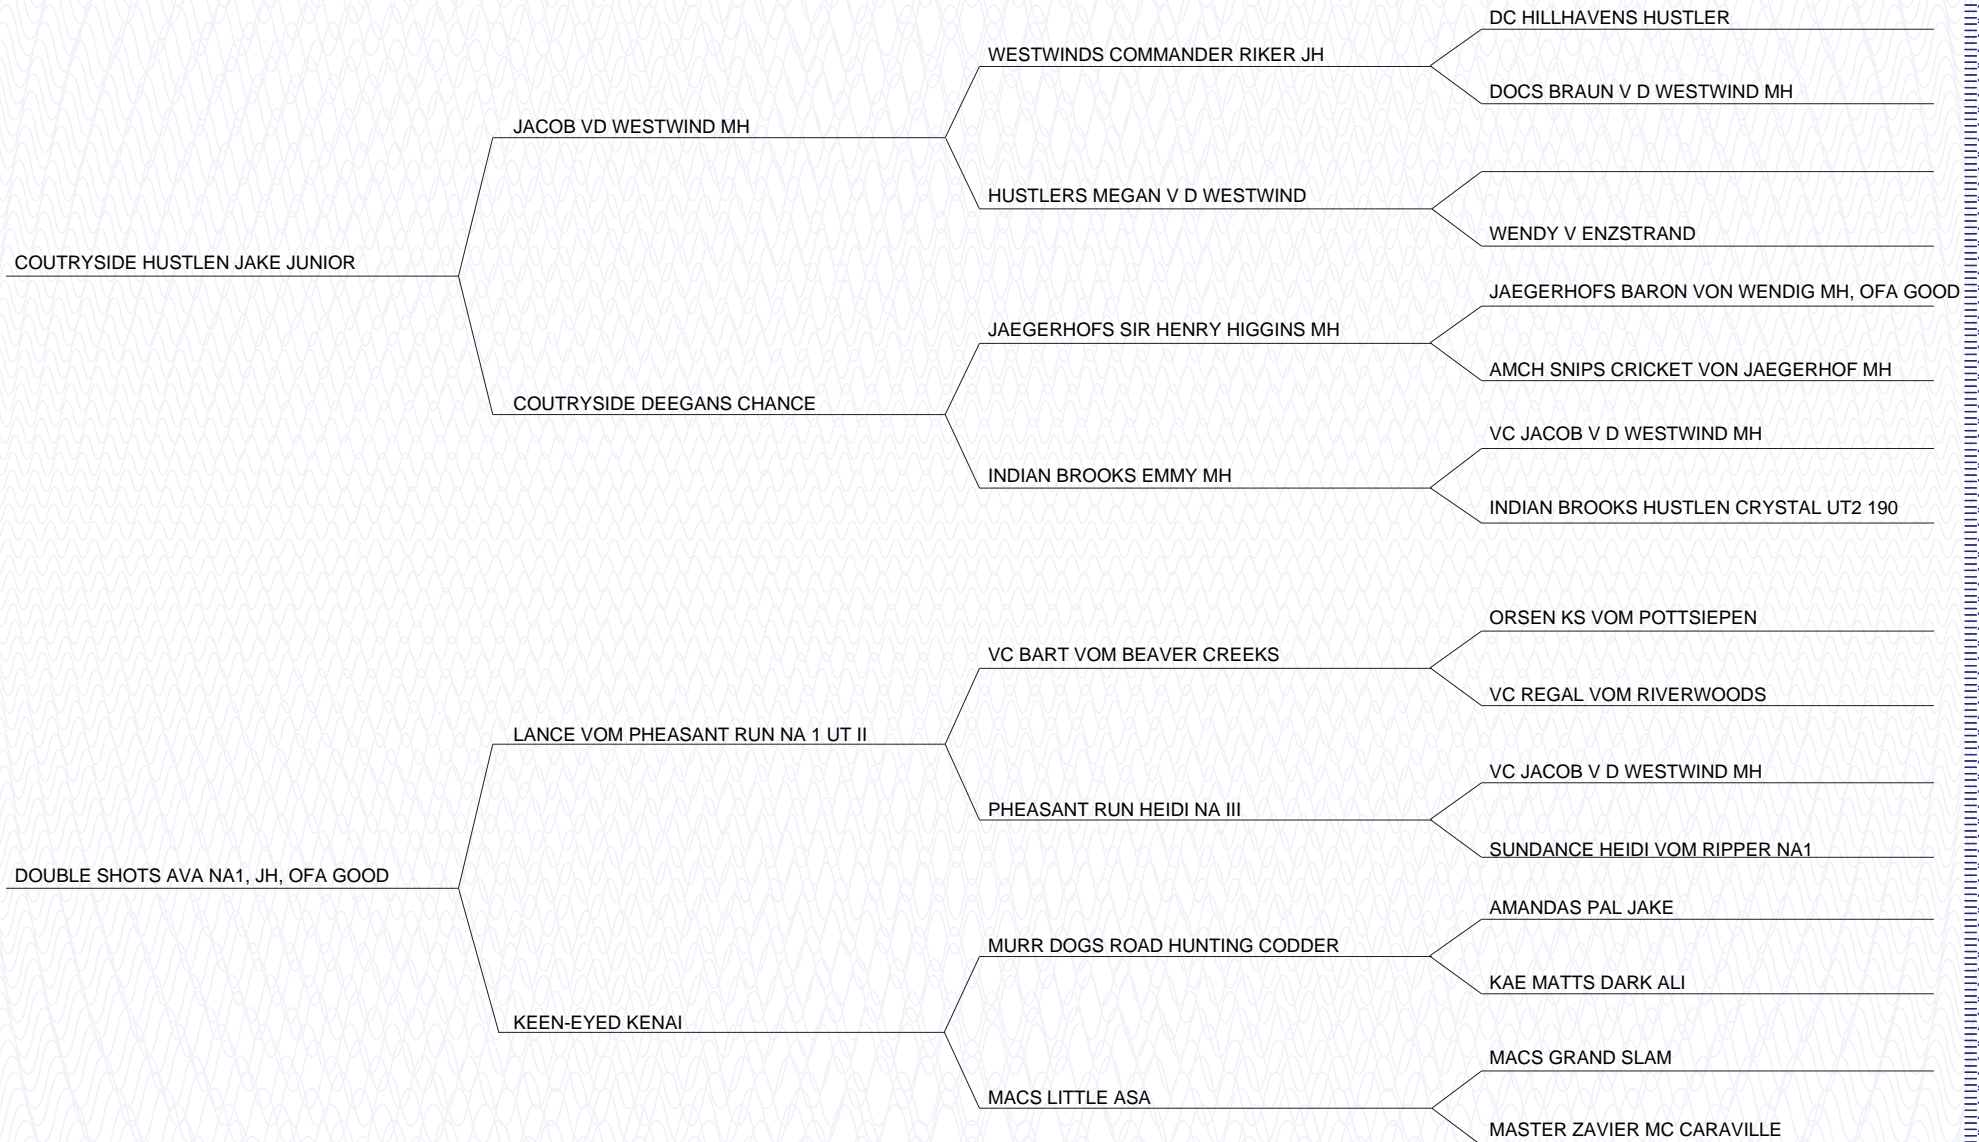 DC HILLHAVENS HUSTLER
WESTWINDS COMMANDER RIKER JH
DOCS BRAUN V D WESTWIND MH
JACOB VD WESTWIND MH
HUSTLERS MEGAN V D WESTWIND
WENDY V ENZSTRAND
COUTRYSIDE HUSTLEN JAKE JUNIOR
JAEGERHOFS BARON VON WENDIG MH, OFA GOOD
JAEGERHOFS SIR HENRY HIGGINS MH
AMCH SNIPS CRICKET VON JAEGERHOF MH
COUTRYSIDE DEEGANS CHANCE
VC JACOB V D WESTWIND MH
INDIAN BROOKS EMMY MH
INDIAN BROOKS HUSTLEN CRYSTAL UT2 190
ORSEN KS VOM POTTSIEPEN
VC BART VOM BEAVER CREEKS
VC REGAL VOM RIVERWOODS
LANCE VOM PHEASANT RUN NA 1 UT II
VC JACOB V D WESTWIND MH
PHEASANT RUN HEIDI NA III
SUNDANCE HEIDI VOM RIPPER NA1
DOUBLE SHOTS AVA NA1, JH, OFA GOOD
AMANDAS PAL JAKE
MURR DOGS ROAD HUNTING CODDER
KAE MATTS DARK ALI
KEEN-EYED KENAI
MACS GRAND SLAM
MACS LITTLE ASA
MASTER ZAVIER MC CARAVILLE